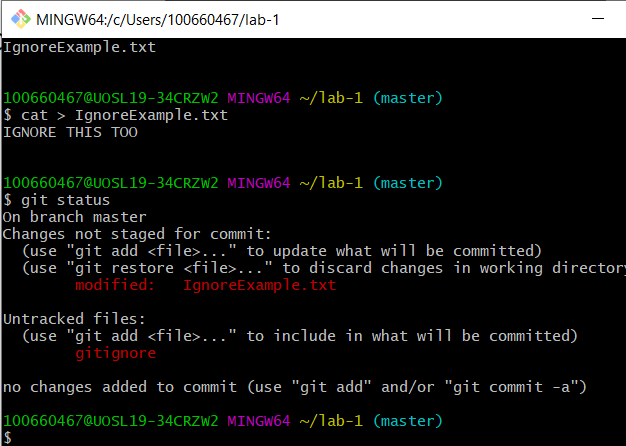 MINGW64:/c/Users/100660467/lab-1
IgnoreExample.txt
100660467@UOSL19-34CRZW2 MINGW64 ~/lab-1 (master)
$ cat > IgnoreExample.txt
IGNORE THIS TOO
100660467@UOSL19-34CRZW2 MINGW64 ~/lab-1 (master)
$ git status
On branch master
Changes not staged for commit:
  (use "git add <file>..." to update what will be committed)
  (use "git restore <file>..." to discard changes in working directory
        modified:   IgnoreExample.txt
Untracked files:
  (use "git add <file>..." to include in what will be committed)
        gitignore
no changes added to commit (use "git add" and/or "git commit -a")
100660467@UOSL19-34CRZW2 MINGW64 ~/lab-1 (master)
$